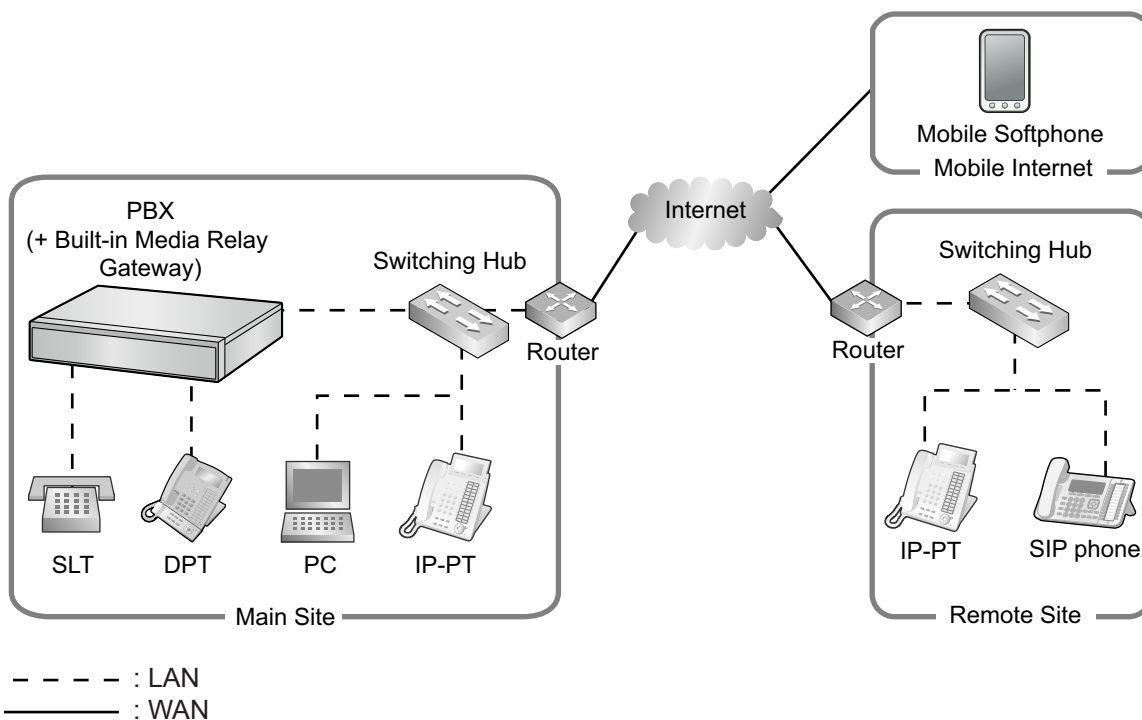 PBX
(+ Built-in Media Relay
Gateway)
Switching Hub
Router
SLT
DPT
PC
IP-PT
Main Site
Internet
Mobile Softphone
Mobile Internet
Switching Hub
Router
IP-PT
SIP phone
Remote Site
: LAN
: WAN